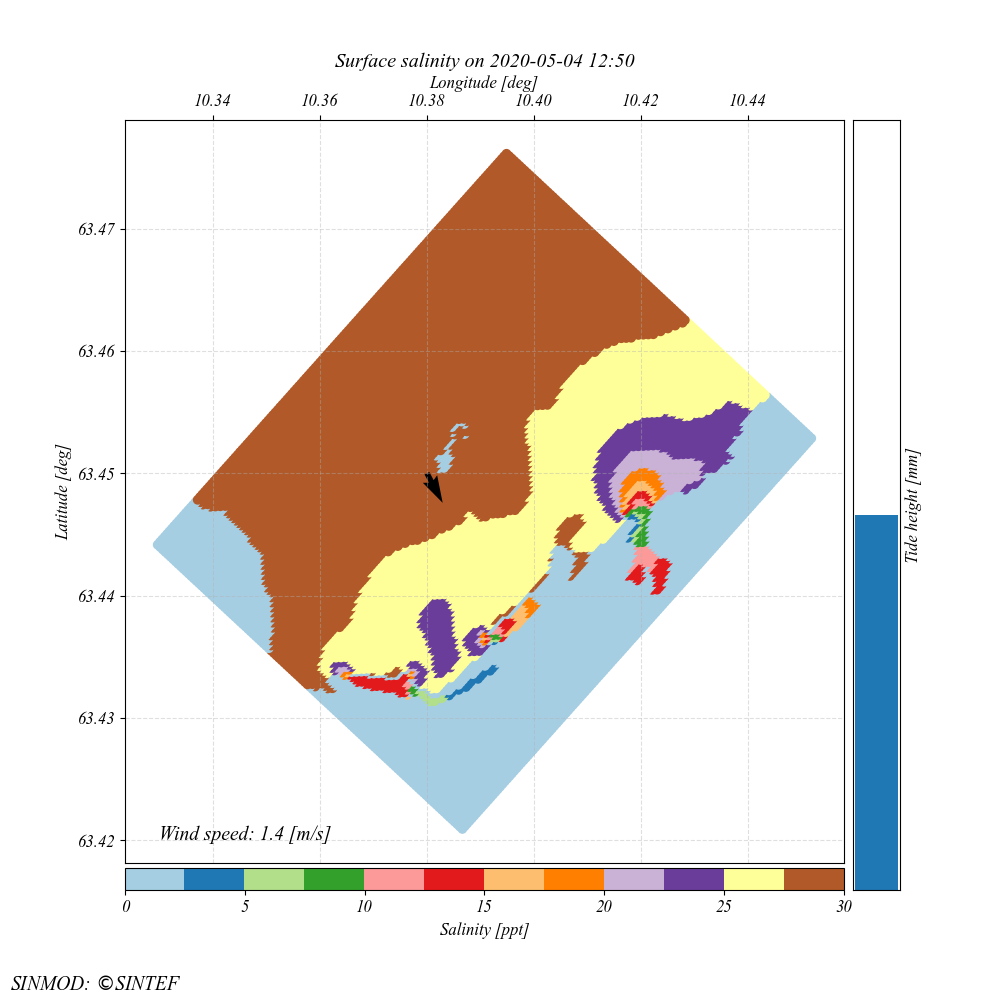 Surface salinity on 2020-05-04 12:50
Longitude [deg]
10.34 10.36 10.38 10.40 10.42 10.44
63.47
63.46
63.45
63.44
63.43
63.42
Latitude [deg]
Tide height [mm]
Wind speed: 1.4 [m/s]
0 5 10 15 20 25 30
Salinity [ppt]
SINMOD: ©SINTEF